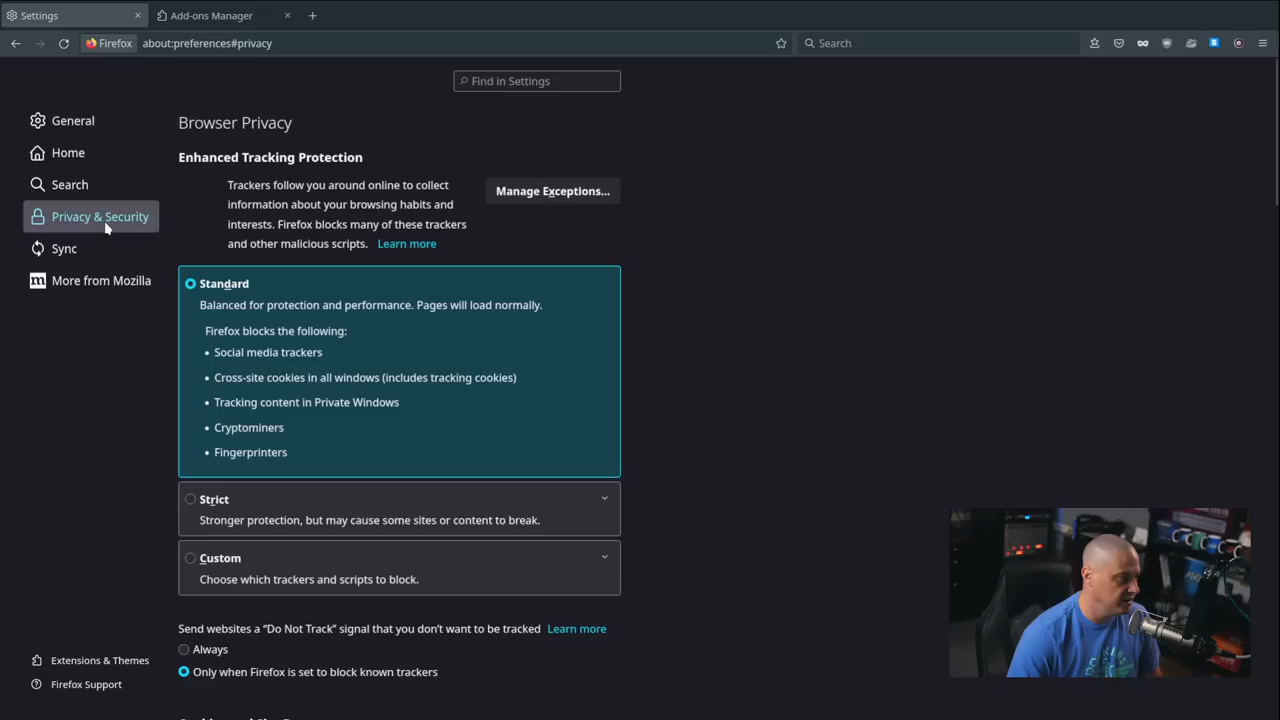 Settings
Add-ons Manager
Firefox
about:preferences#privacy
Search
Find in Settings
General
Home
Search
Privacy & Security
Sync
More from Mozilla
Browser Privacy
Enhanced Tracking Protection
Trackers follow you around online to collect
information about your browsing habits and
interests. Firefox blocks many of these trackers
and other malicious scripts. Learn more
Manage Exceptions...
Standard
Balanced for protection and performance. Pages will load normally.
Firefox blocks the following:
• Social media trackers
• Cross-site cookies in all windows (includes tracking cookies)
• Tracking content in Private Windows
• Cryptominers
• Fingerprinters
Strict
Stronger protection, but may cause some sites or content to break.
Custom
Choose which trackers and scripts to block.
Send websites a “Do Not Track” signal that you don’t want to be tracked Learn more
Always
Only when Firefox is set to block known trackers
Extensions & Themes
Firefox Support